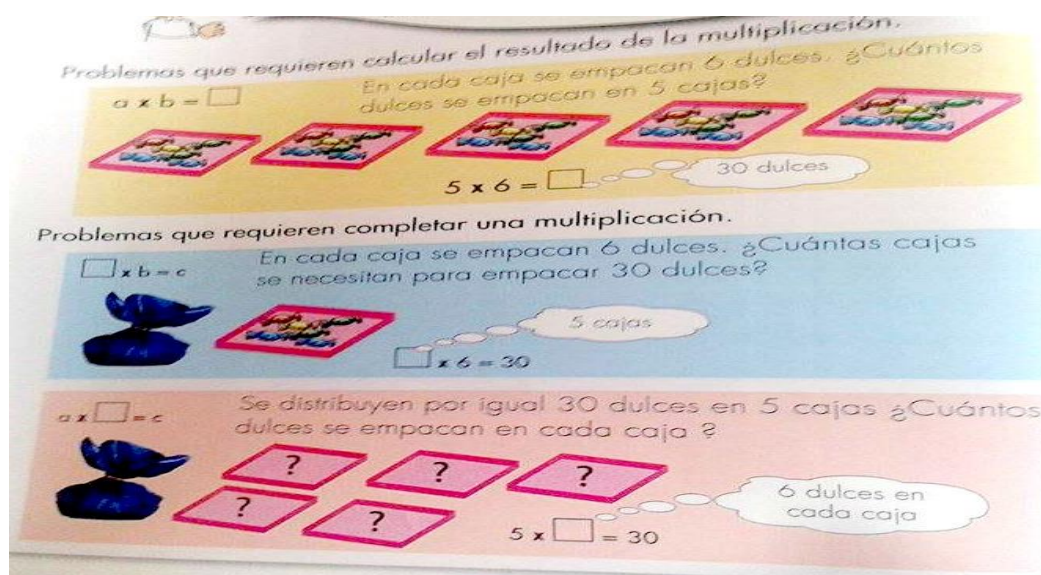 Problemas que requieren calcular el resultado de la multiplicación.
a x b = □
En cada caja se empacan 6 dulces. ¿Cuántos
dulces se empacan en 5 cajas?
5 x 6 = □
30 dulces
Problemas que requieren completar una multiplicación.
□ x b = c
En cada caja se empacan 6 dulces. ¿Cuántas cajas
se necesitan para empacar 30 dulces?
5 cajas
□ x 6 = 30
a x □ = c
Se distribuyen por igual 30 dulces en 5 cajas ¿Cuántos
dulces se empacan en cada caja ?
?
?
?
?
?
6 dulces en
cada caja
5 x □ = 30